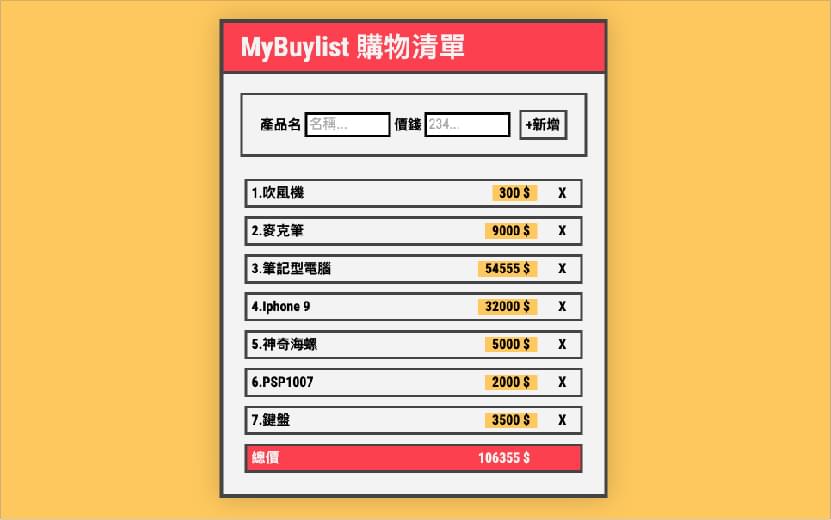 MyBuylist 購物清單
產品名 名稱... 價錢 234... +新增
1.吹風機 300 $ X
2.麥克筆 9000 $ X
3.筆記型電腦 54555 $ X
4.Iphone 9 32000 $ X
5.神奇海螺 5000 $ X
6.PSP1007 2000 $ X
7.鍵盤 3500 $ X
總價 106355 $